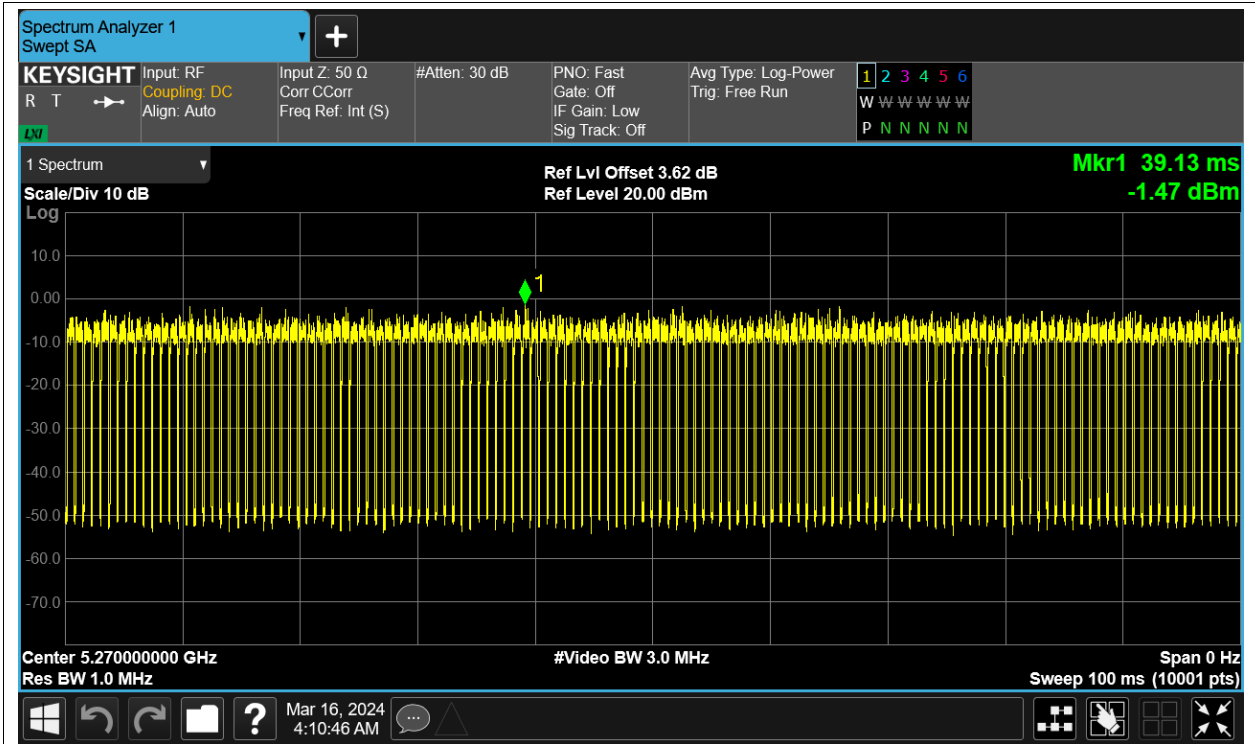 Spectrum Analyzer 1
Swept SA
KEYSIGHT
R T
LXI
Input: RF
Coupling: DC
Align: Auto
Input Z: 50 Ω
Corr CCorr
Freq Ref: Int (S)
#Atten: 30 dB
PNO: Fast
Gate: Off
IF Gain: Low
Sig Track: Off
Avg Type: Log-Power
Trig: Free Run
1 2 3 4 5 6
W W W W W W
P N N N N N
1 Spectrum
Scale/Div 10 dB
Ref Lvl Offset 3.62 dB
Ref Level 20.00 dBm
Mkr1 39.13 ms
-1.47 dBm
Log
10.0
0.00
-10.0
-20.0
-30.0
-40.0
-50.0
-60.0
-70.0
1
Center 5.270000000 GHz
Res BW 1.0 MHz
#Video BW 3.0 MHz
Span 0 Hz
Sweep 100 ms (10001 pts)
?
Mar 16, 2024
4:10:46 AM